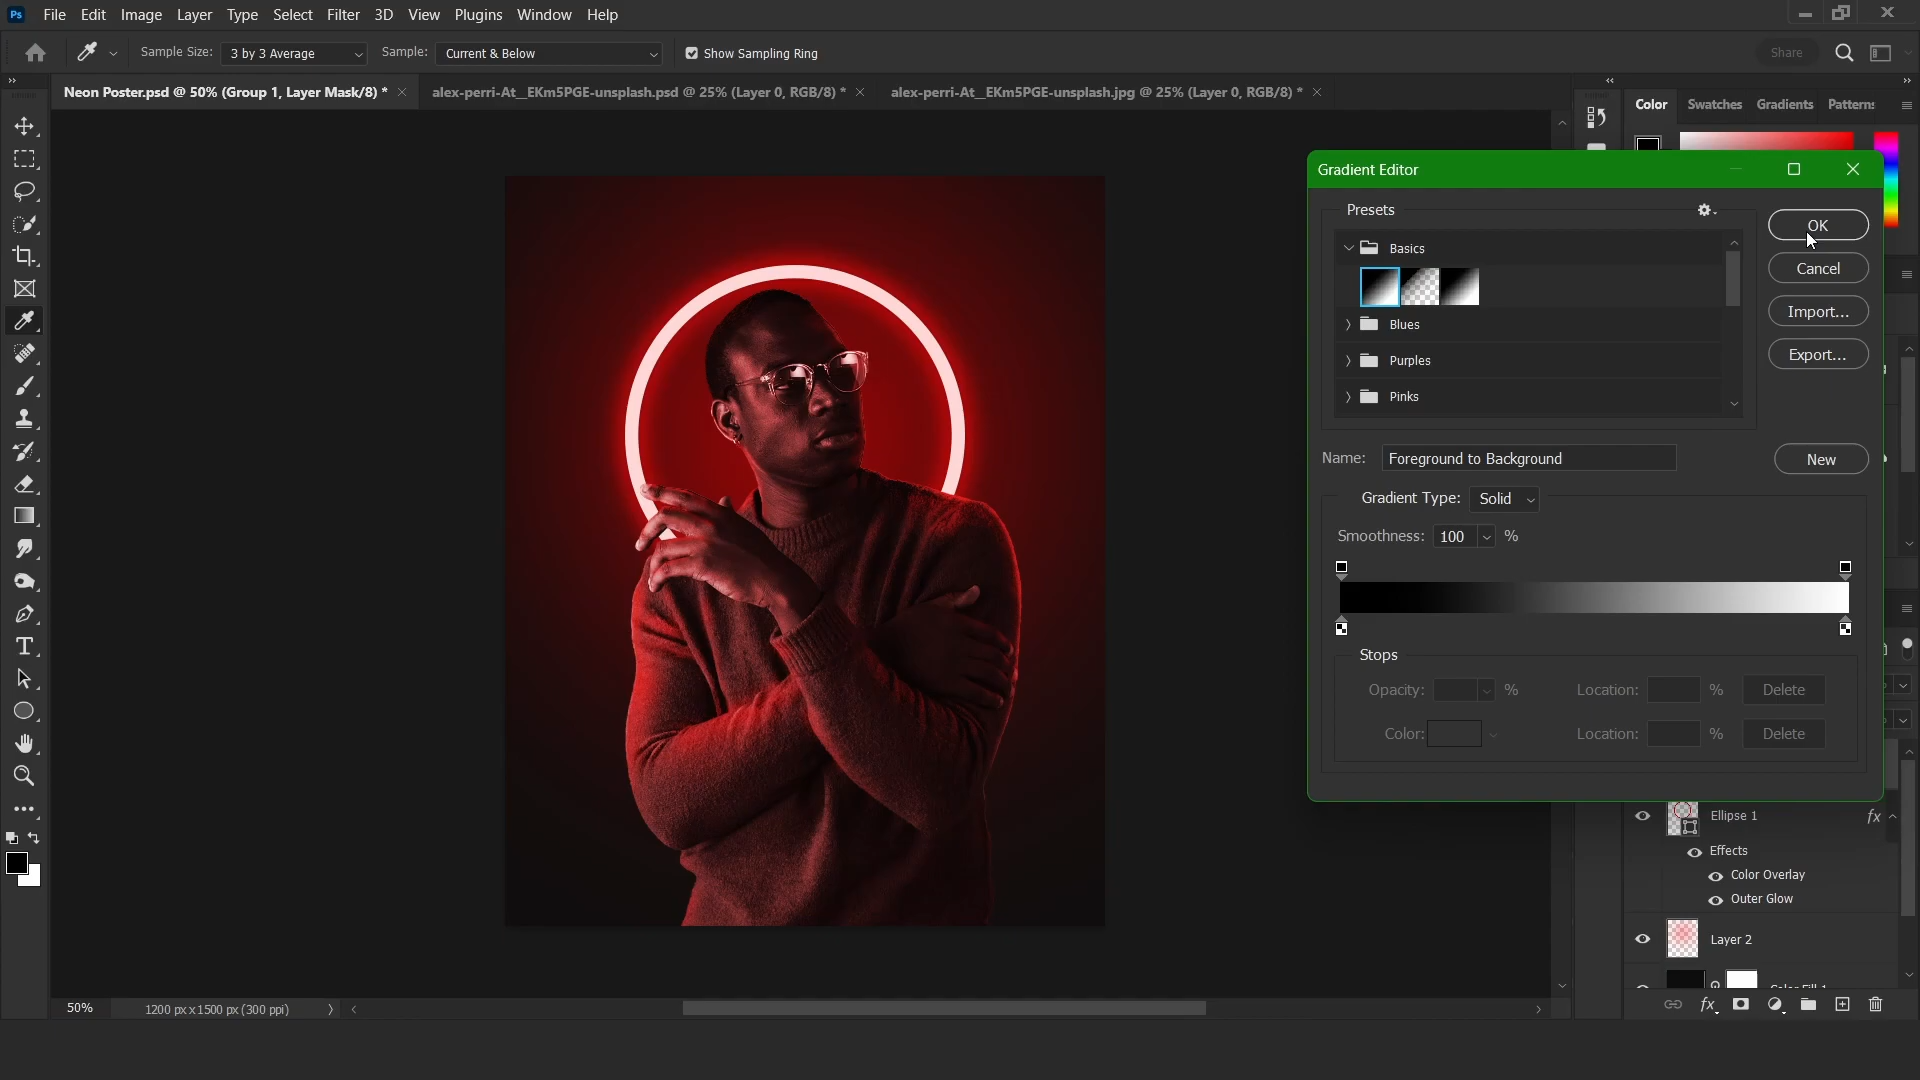 Ps File Edit Image Layer Type Select Filter 3D View Plugins Window Help
Sample Size: 3 by 3 Average Sample: Current & Below Show Sampling Ring Share
Neon Poster.psd @ 50% (Group 1, Layer Mask/8) * alex-perri-At__EKm5PGE-unsplash.psd @ 25% (Layer 0, RGB/8) * alex-perri-At__EKm5PGE-unsplash.jpg @ 25% (Layer 0, RGB/8) *
Color Swatches Gradients Patterns
Gradient Editor
Presets
OK
Basics
Cancel
Import...
Blues
Export...
Purples
Pinks
Name: Foreground to Background New
Gradient Type: Solid
Smoothness: 100 %
Stops
Opacity: % Location: % Delete
Color: Location: % Delete
Ellipse 1 fx
Effects
Color Overlay
Outer Glow
Layer 2
50% 1200 px x 1500 px (300 ppi)
fx